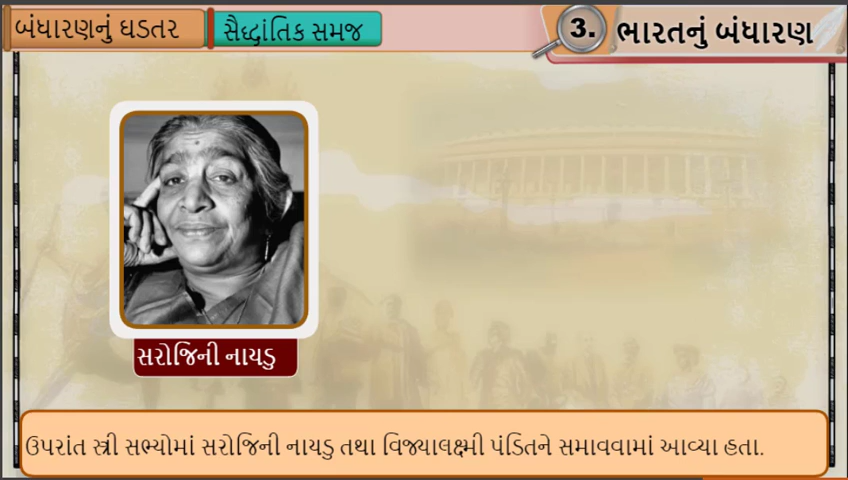 બંધારણનું ઘડતર
સૈદ્ધાંતિક સમજ
3. ભારતનું બંધારણ
સરોજિની નાયડુ
ઉપરાંત સ્ત્રી સભ્યોમાં સરોજિની નાયડુ તથા વિજ્યાલક્ષ્મી પંડિતને સમાવવામાં આવ્યા હતા.